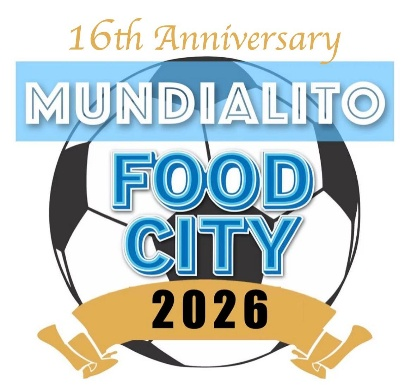 16th Anniversary
MUNDIALITO
FOOD
CITY
2026